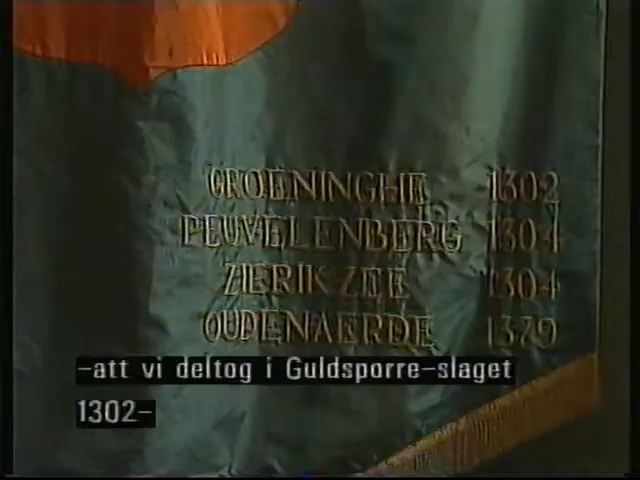 GROENINGHE 1302
PEUVELENBERG 1304
ZIERIKZEE 1304
OUDENAERDE 1379
-att vi deltog i Guldsporre-slaget
1302-